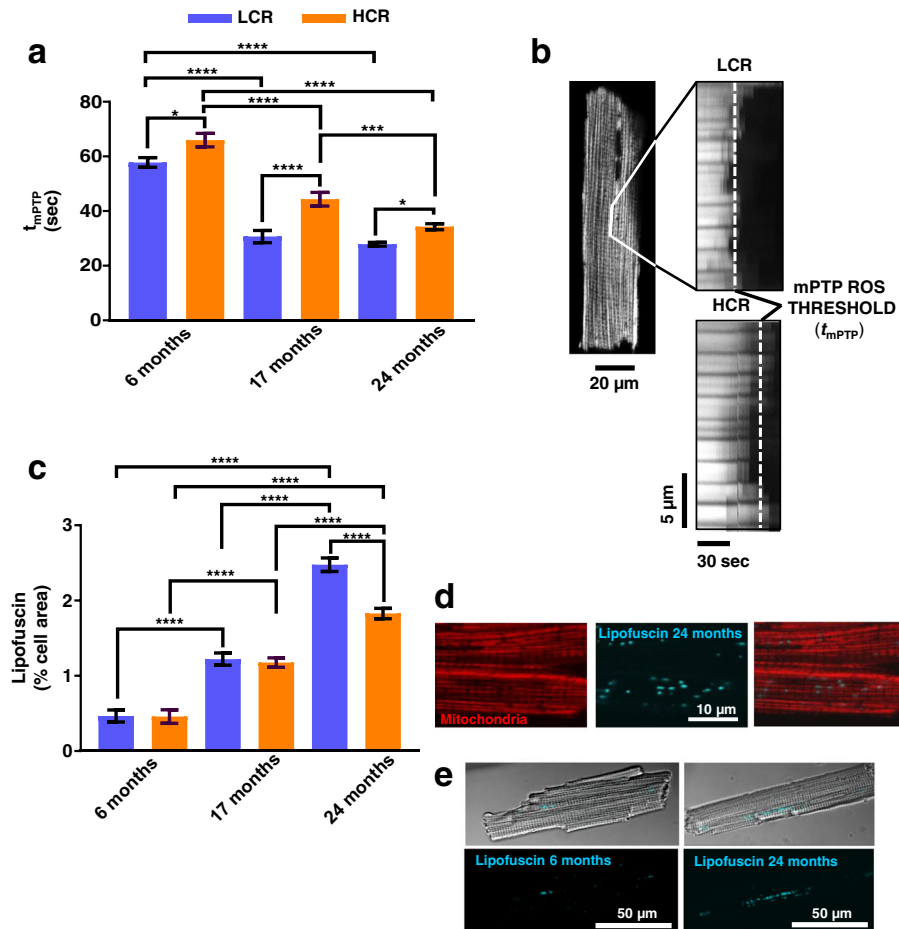 LCR
HCR
a
****
****
****
****
*
***
****
*
80
60
40
20
0
tmPTP
(sec)
6 months
17 months
24 months
b
LCR
HCR
mPTP ROS
THRESHOLD
(tmPTP)
20 µm
5 µm
30 sec
c
****
****
****
****
****
****
****
3
2
1
0
Lipofuscin
(% cell area)
6 months
17 months
24 months
d
Mitochondria
Lipofuscin 24 months
10 µm
e
Lipofuscin 6 months
50 µm
Lipofuscin 24 months
50 µm